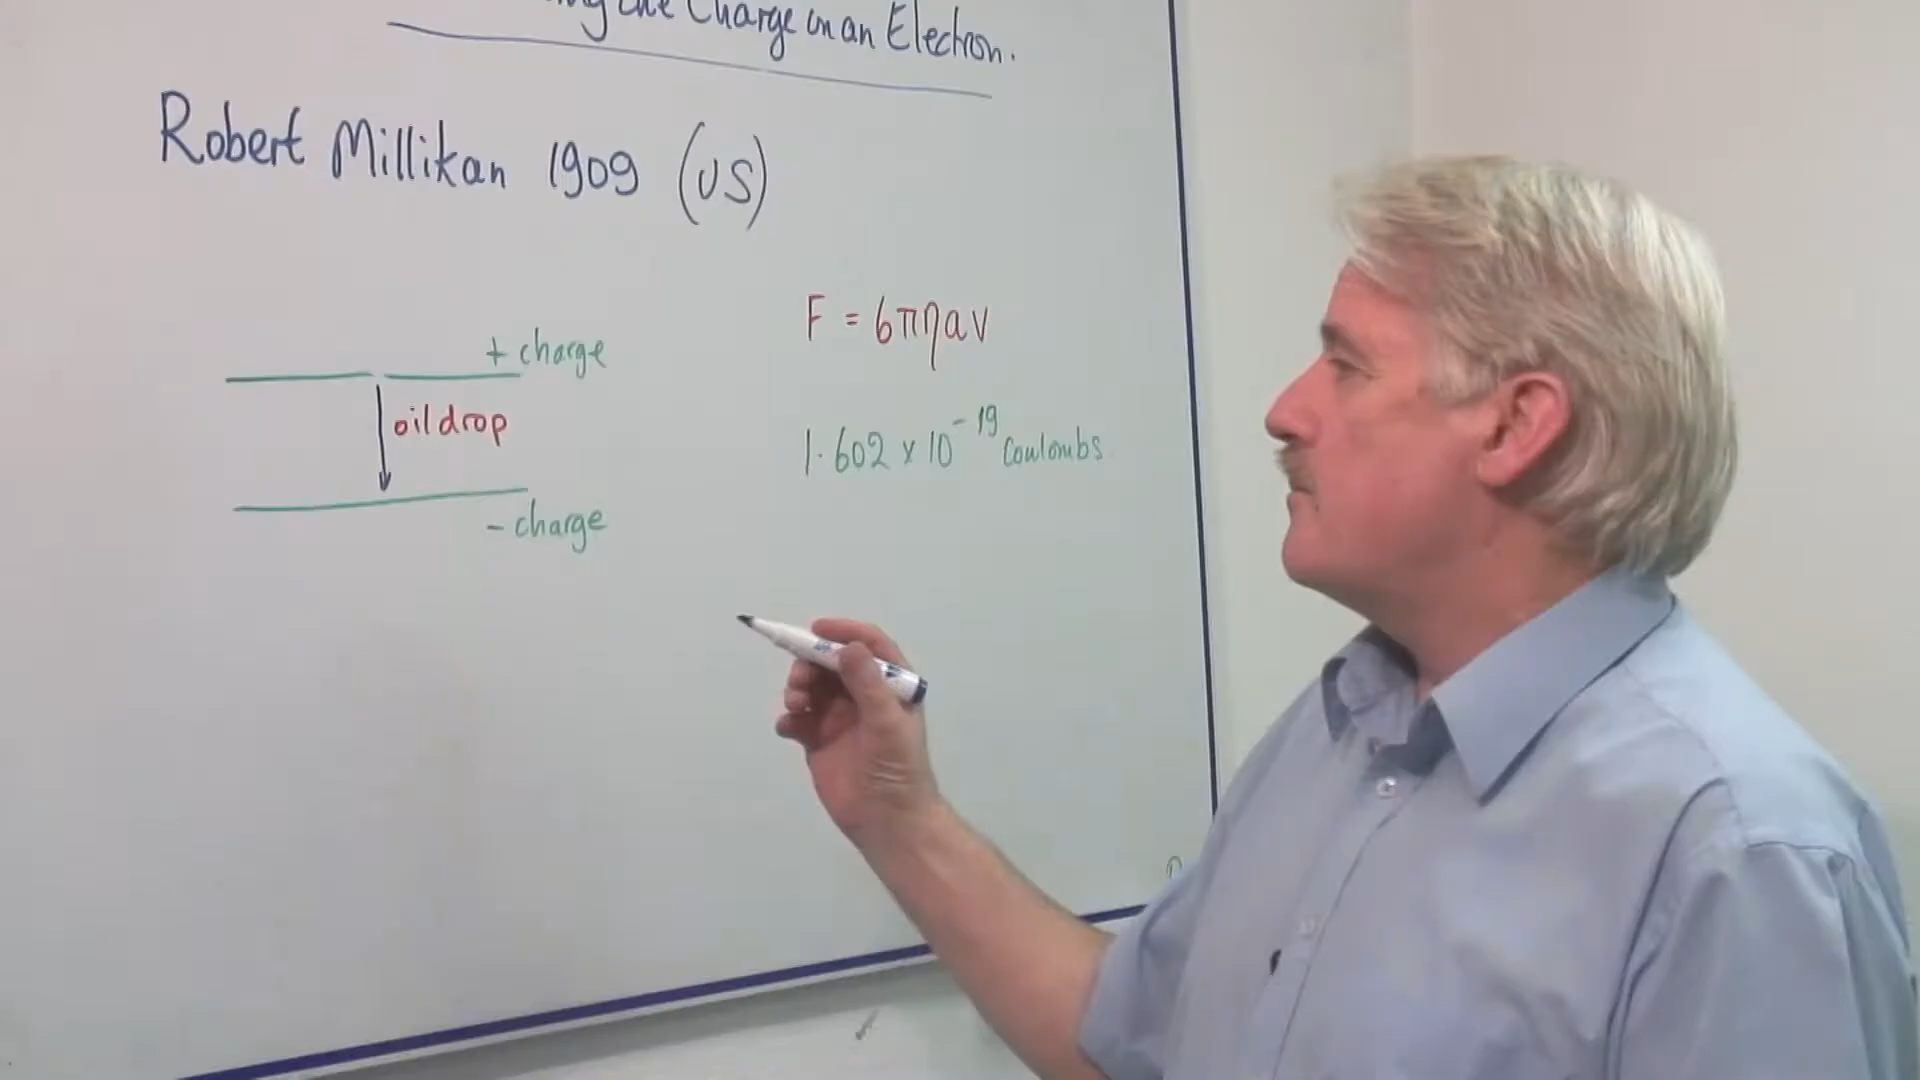 the Charge on an Electron.
Robert Millikan 1909 (US)
F = 6πηav
+ charge
oil drop
1.602 x 10⁻¹⁹ Coulombs
- charge